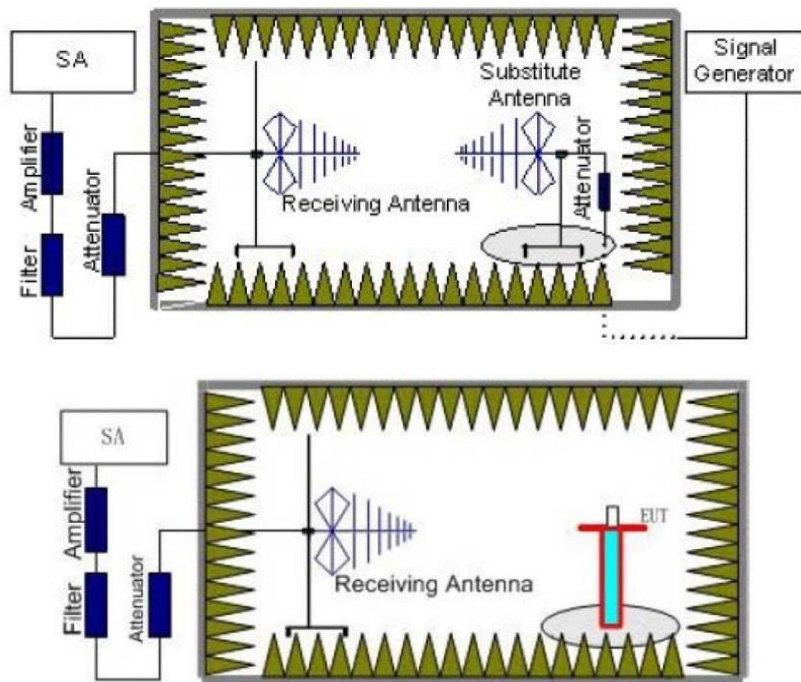 SA
Signal
Generator
Substitute
Antenna
Amplifier
Filter
Attenuator
Receiving Antenna
Attenuator
SA
Amplifier
Filter
Attenuator
Receiving Antenna
EUT